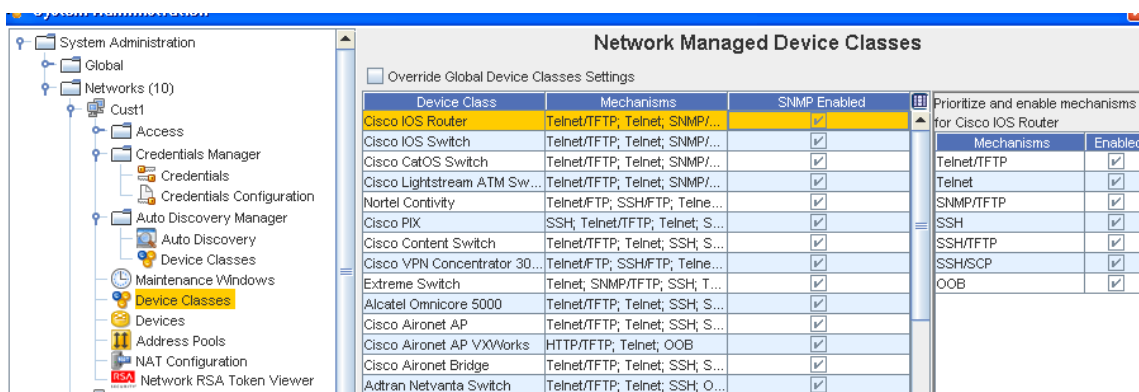 System Administration
System Administration
Global
Networks (10)
Cust1
Access
Credentials Manager
Credentials
Credentials Configuration
Auto Discovery Manager
Auto Discovery
Device Classes
Maintenance Windows
Device Classes
Devices
Address Pools
NAT Configuration
RSA Network RSA Token Viewer
Network Managed Device Classes
Override Global Device Classes Settings
Device Class Mechanisms SNMP Enabled
Cisco IOS Router Telnet/TFTP; Telnet; SNMP/...
Cisco IOS Switch Telnet/TFTP; Telnet; SNMP/...
Cisco CatOS Switch Telnet/TFTP; Telnet; SNMP/...
Cisco Lightstream ATM Sw... Telnet/TFTP; Telnet; SNMP/...
Nortel Contivity Telnet/FTP; SSH/FTP; Telne...
Cisco PIX SSH; Telnet/TFTP; Telnet; S...
Cisco Content Switch Telnet/TFTP; Telnet; SSH; S...
Cisco VPN Concentrator 30... Telnet/FTP; SSH/FTP; Telne...
Extreme Switch Telnet; SNMP/TFTP; SSH; T...
Alcatel Omnicore 5000 Telnet/TFTP; Telnet; SSH; S...
Cisco Aironet AP Telnet/TFTP; Telnet; SSH; S...
Cisco Aironet AP VXWorks HTTP/TFTP; Telnet; OOB
Cisco Aironet Bridge Telnet/TFTP; Telnet; SSH; S...
Adtran Netvanta Switch Telnet/TFTP; Telnet; SSH; O...
Prioritize and enable mechanisms
for Cisco IOS Router
Mechanisms Enabled
Telnet/TFTP
Telnet
SNMP/TFTP
SSH
SSH/TFTP
SSH/SCP
OOB